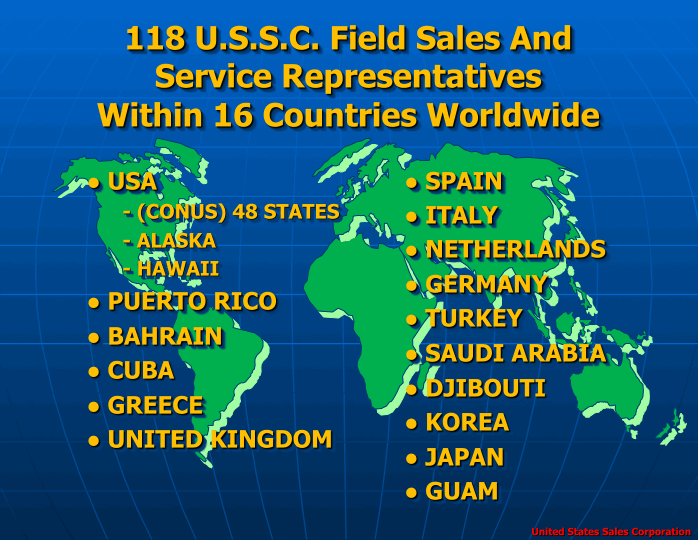 118 U.S.S.C. Field Sales And
Service Representatives
Within 16 Countries Worldwide
● USA
- (CONUS) 48 STATES
- ALASKA
- HAWAII
● PUERTO RICO
● BAHRAIN
● CUBA
● GREECE
● UNITED KINGDOM
● SPAIN
● ITALY
● NETHERLANDS
● GERMANY
● TURKEY
● SAUDI ARABIA
● DJIBOUTI
● KOREA
● JAPAN
● GUAM
United States Sales Corporation